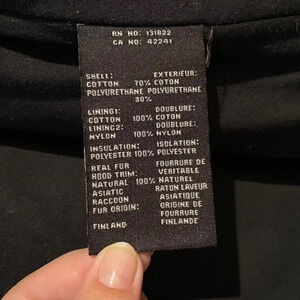 RN NO: 131822
CA NO: 42241
SHELL: EXTERIEUR:
COTTON 70% COTON
POLYURETHANE POLYURETHANE
30%
LINING1: DOUBLURE:
COTTON 100% COTON
LINING2: DOUBLURE:
NYLON 100% NYLON
INSULATION: ISOLATION:
POLYESTER 100% POLYESTER
REAL FUR FOURRURE DE
HOOD TRIM: VERITABLE
NATURAL 100% NATUREL
ASIATIC RATON LAVEUR
RACCOON ASIATIQUE
FUR ORIGIN: ORIGINE DE
FOURRURE
FINLAND FINLANDE